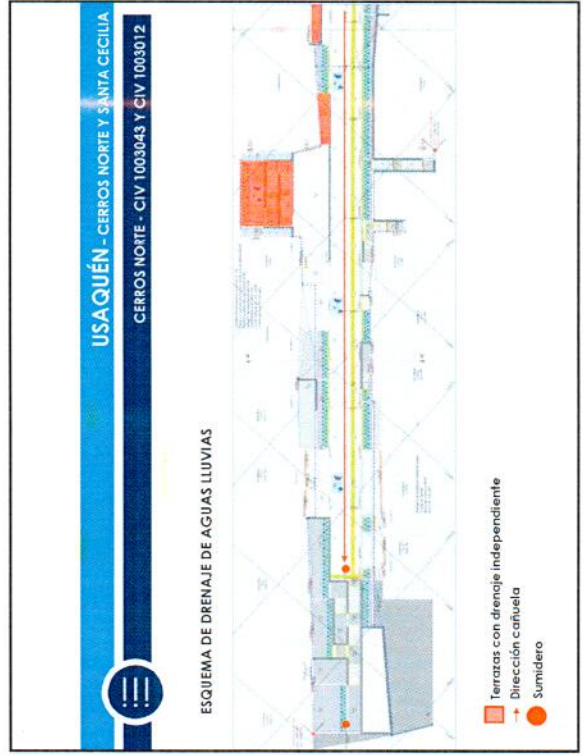 USAQUÉN - CERROS NORTE Y SANTA CECILIA
CERROS NORTE - CIV 1003043 Y CIV 1003012
ESQUEMA DE DRENAJE DE AGUAS LLUVIAS
Terrazas con drenaje independiente
Dirección cañuela
Sumidero